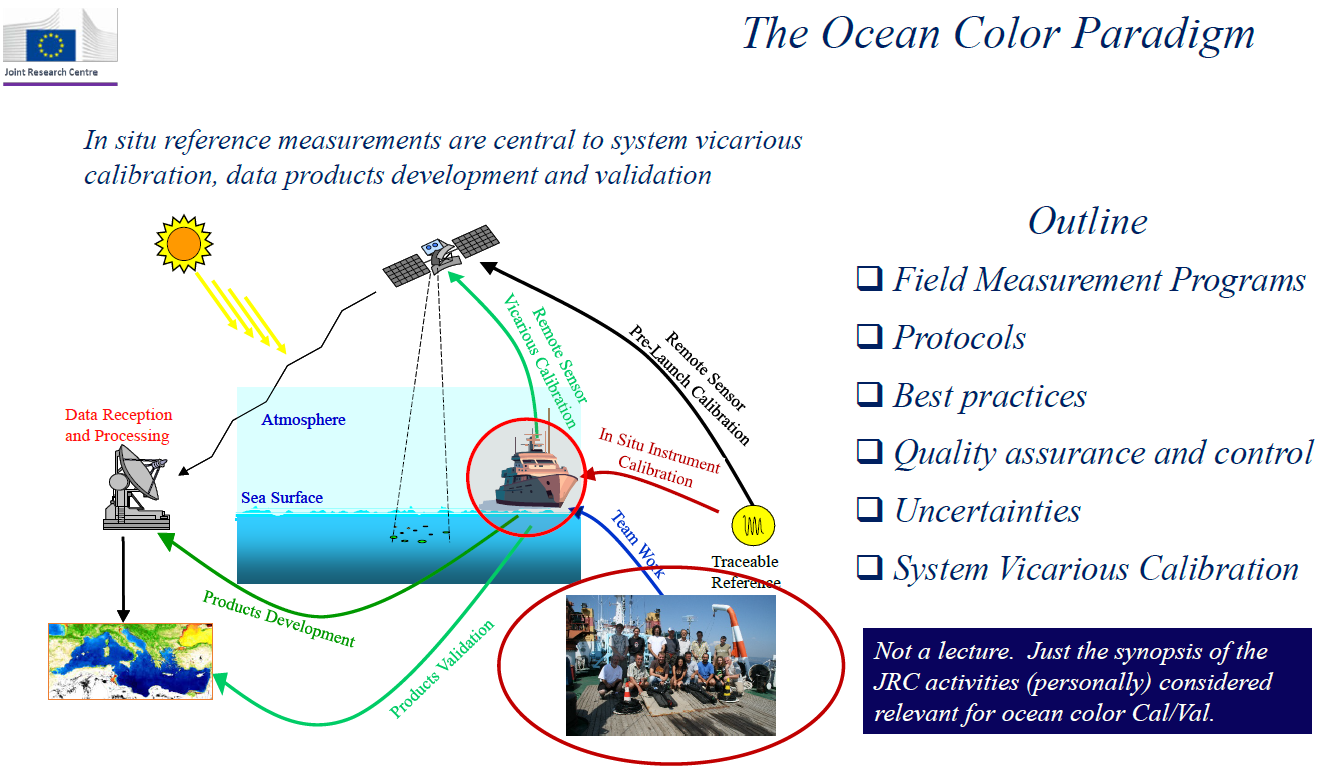 Joint Research Centre
The Ocean Color Paradigm
In situ reference measurements are central to system vicarious
calibration, data products development and validation
Remote Sensor
Vicarious Calibration
Remote Sensor
Pre-Launch Calibration
Data Reception
and Processing
Atmosphere
In Situ Instrument
Calibration
Sea Surface
Team Work
Traceable
Reference
Products Development
Products Validation
Outline
❑ Field Measurement Programs
❑ Protocols
❑ Best practices
❑ Quality assurance and control
❑ Uncertainties
❑ System Vicarious Calibration
Not a lecture. Just the synopsis of the
JRC activities (personally) considered
relevant for ocean color Cal/Val.